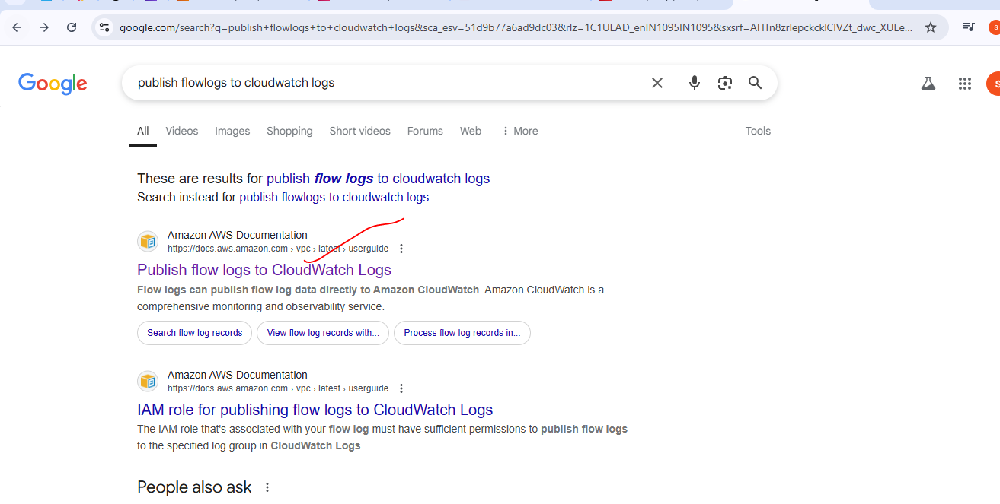 google.com/search?q=publish+flowlogs+to+cloudwatch+logs&sca_esv=51d9b77a6ad9dc03&rlz=1C1UEAD_enIN1095IN1095&sxsrf=AHTn8zrlepckcklCIVZt_dwc_XUEe...
s
Google
publish flowlogs to cloudwatch logs
s
All Videos Images Shopping Short videos Forums Web More Tools
These are results for publish flow logs to cloudwatch logs
Search instead for publish flowlogs to cloudwatch logs
Amazon AWS Documentation
https://docs.aws.amazon.com › vpc › latest › userguide
Publish flow logs to CloudWatch Logs
Flow logs can publish flow log data directly to Amazon CloudWatch. Amazon CloudWatch is a
comprehensive monitoring and observability service.
Search flow log records View flow log records with... Process flow log records in...
Amazon AWS Documentation
https://docs.aws.amazon.com › vpc › latest › userguide
IAM role for publishing flow logs to CloudWatch Logs
The IAM role that's associated with your flow log must have sufficient permissions to publish flow logs
to the specified log group in CloudWatch Logs.
People also ask